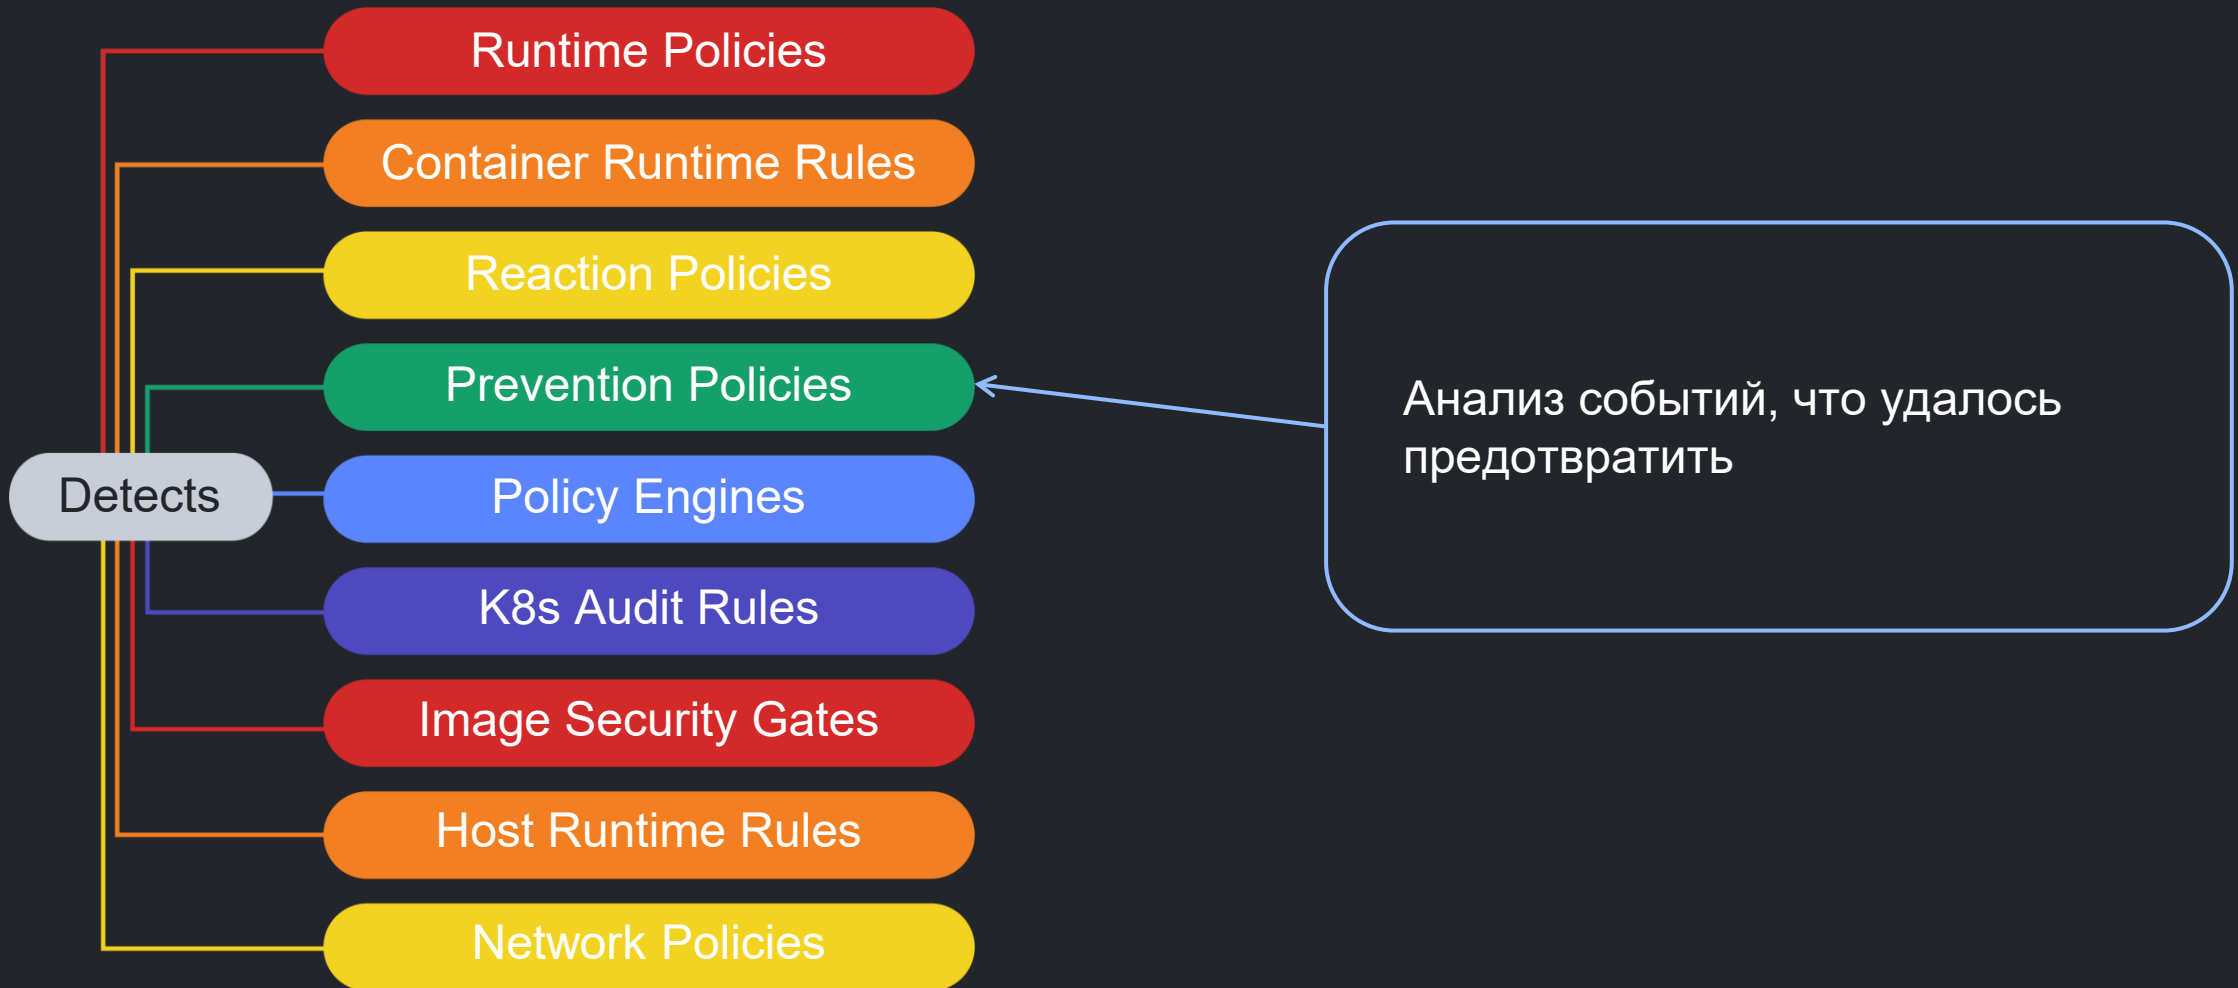 Runtime Policies
Container Runtime Rules
Reaction Policies
Prevention Policies
Detects
Policy Engines
K8s Audit Rules
Image Security Gates
Host Runtime Rules
Network Policies
Анализ событий, что удалось
предотвратить